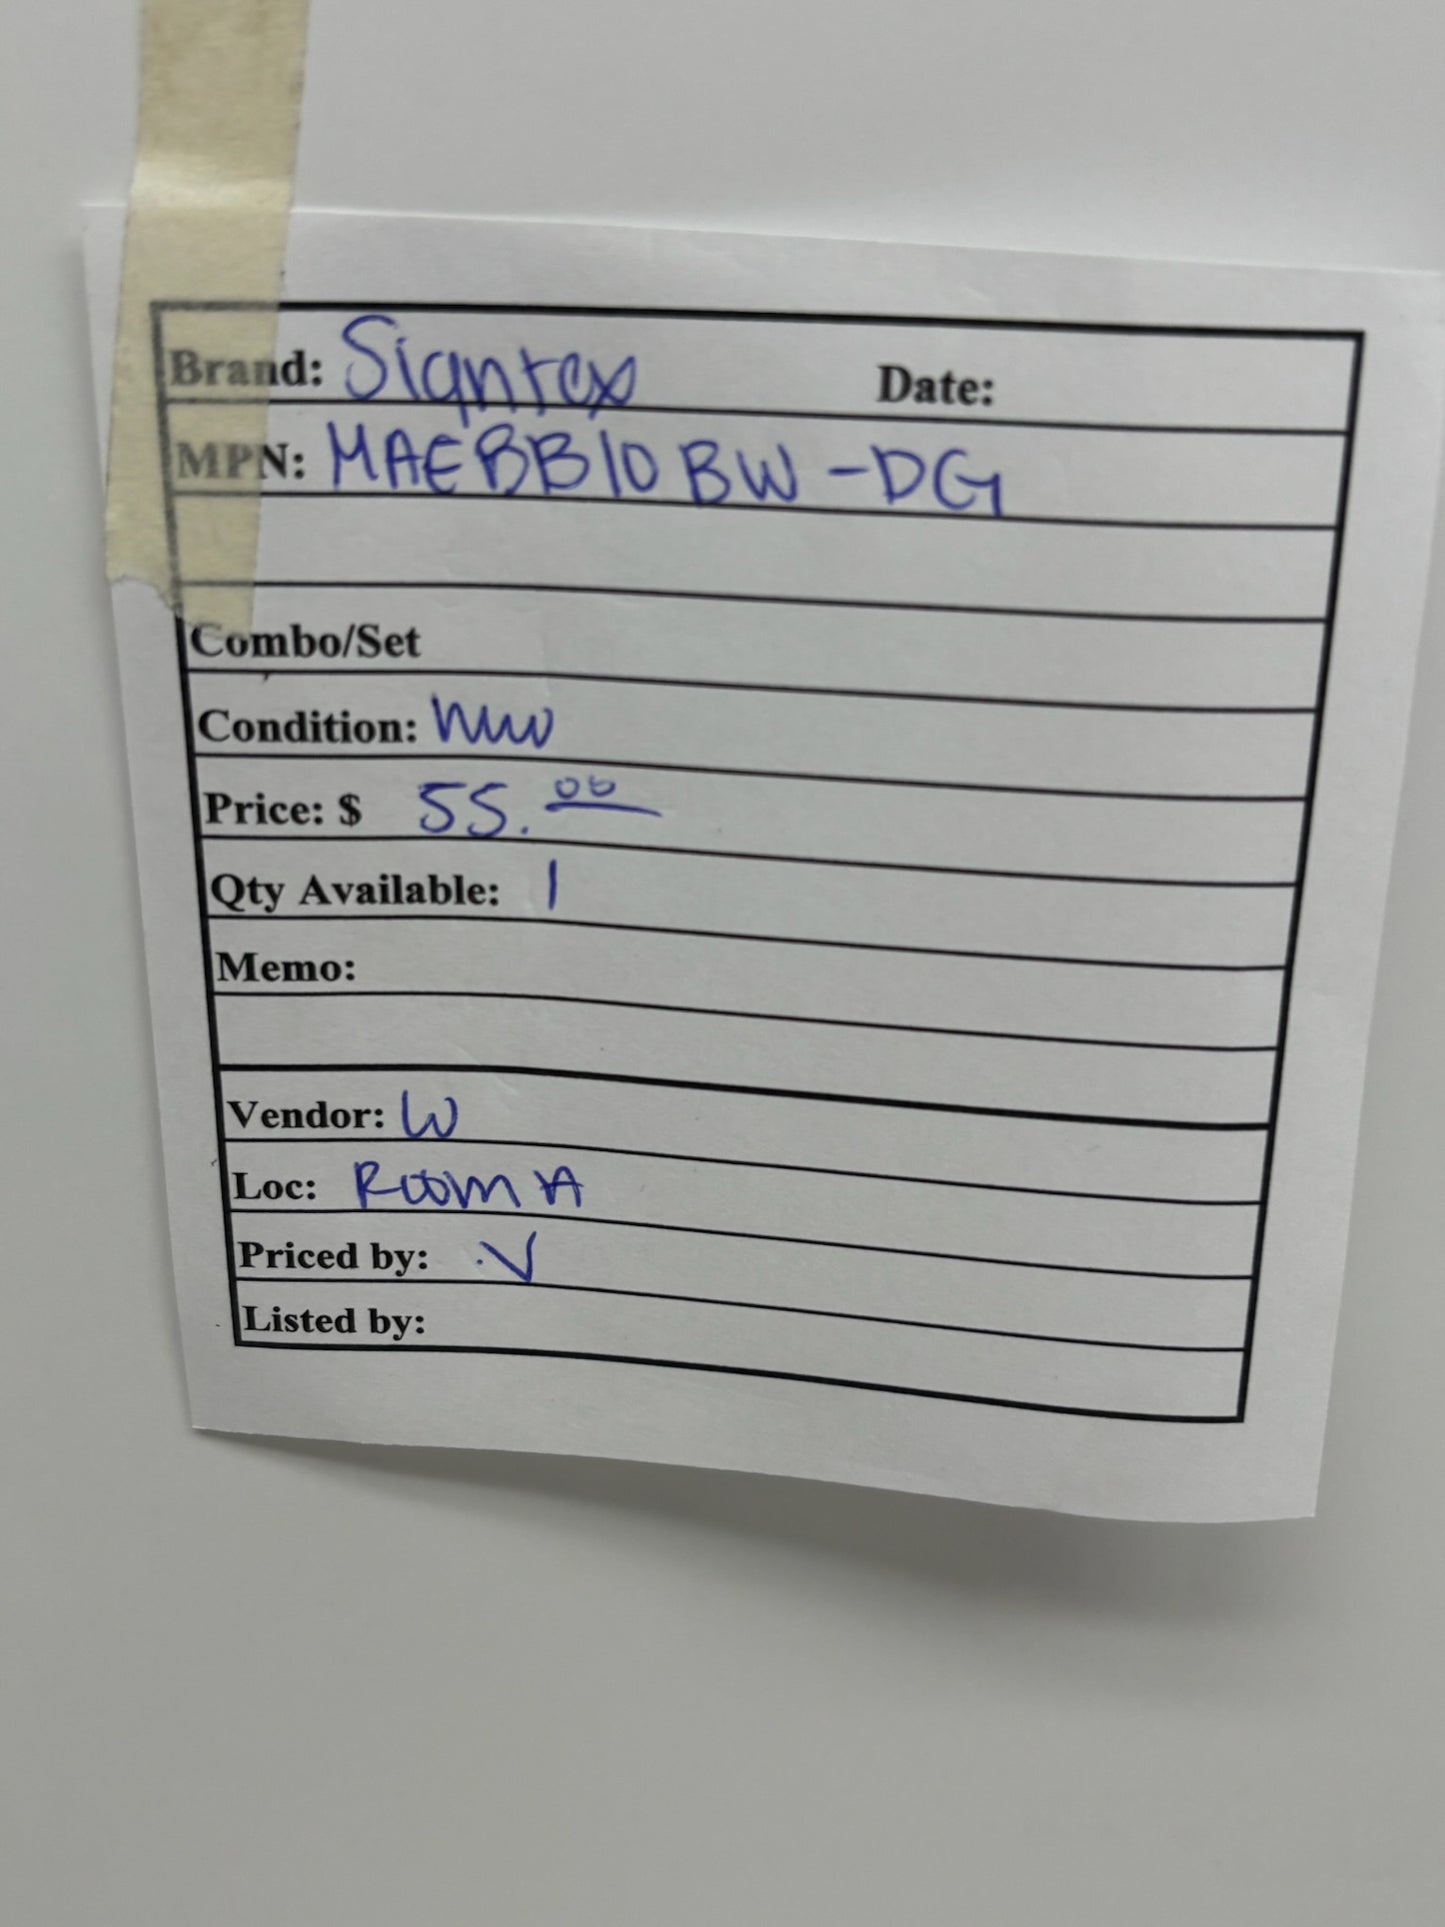 Brand: Signtex Date:
MPN: MAEBB10BW-DG
Combo/Set
Condition: new
Price: $ 55.00
Qty Available: 1
Memo:
Vendor: W
Loc: Room A
Priced by: .V
Listed by: